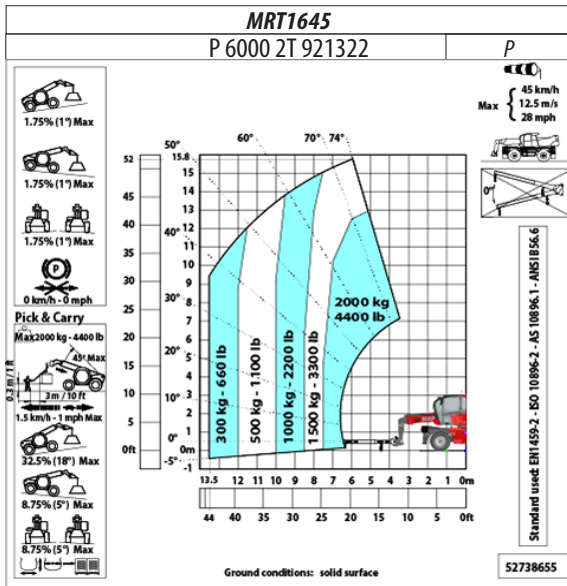 MRT1645
P 6000 2T 921322
P
1.75% (1°) Max
1.75% (1°) Max
1.75% (1°) Max
(P)
0 km/h - 0 mph
Pick & Carry
Max2000 kg - 4400 lb
45° Max
0.3 m / 1 ft
3m / 10 ft
1.5 km/h - 1 mph Max
32.5% (18°) Max
8.75% (5°) Max
8.75% (5°) Max
50°
60°
70°
74°
40°
30°
20°
10°
0°
-5°
52
45
40
35
30
25
20
15
10
5
0ft
15.8
15
14
13
12
11
10
9
8
7
6
5
4
3
2
1
0m
-1
300 kg - 660 lb
500 kg - 1100 lb
1000 kg - 2200 lb
1500 kg - 3300 lb
2000 kg
4400 lb
13.5 12 11 10 9 8 7 6 5 4 3 2 1 0m
44 40 35 30 25 20 15 10 5 0ft
Ground conditions: solid surface
Max
45 km/h
12.5 m/s
28 mph
0°
Standard used: EN1459-2 - ISO 10896-2 - AS 10896.1 - ANSI B56.6
52738655